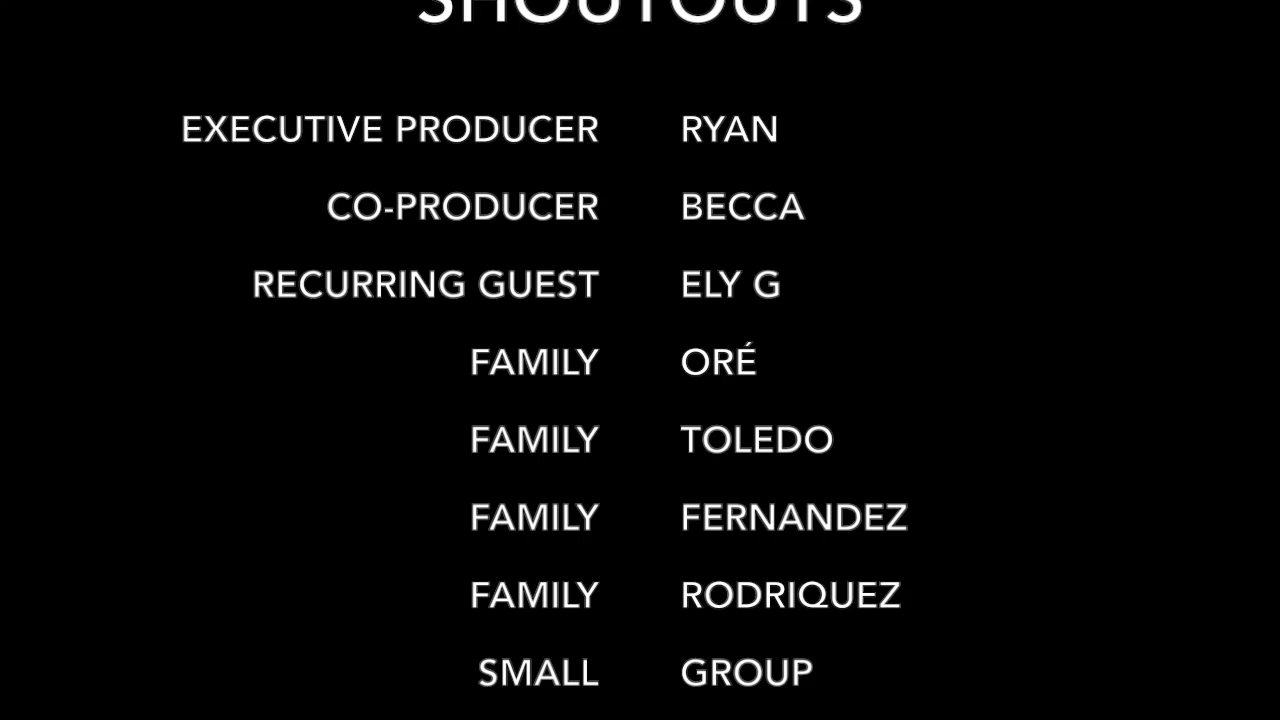 SHOUTOUTS
EXECUTIVE PRODUCER RYAN
CO-PRODUCER BECCA
RECURRING GUEST ELY G
FAMILY ORÉ
FAMILY TOLEDO
FAMILY FERNANDEZ
FAMILY RODRIQUEZ
SMALL GROUP